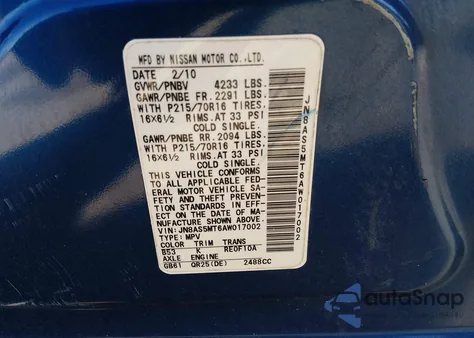 MFD BY NISSAN MOTOR CO.,LTD.
DATE 2/10
GVWR/PNBV 4233 LBS.
GAWR/PNBE FR. 2291 LBS.
WITH P215/70R16 TIRES,
16X6½ RIMS.AT 33 PSI
COLD SINGLE.
GAWR/PNBE RR. 2094 LBS.
WITH P215/70R16 TIRES,
16X6½ RIMS.AT 33 PSI
COLD SINGLE.
THIS VEHICLE CONFORMS
TO ALL APPLICABLE FED-
ERAL MOTOR VEHICLE SA-
FETY AND THEFT PREV-
ENTION STANDARDS IN EFF-
ECT ON THE DATE OF MA-
NUFACTURE SHOWN ABOVE.
VIN:JN8AS5MT6AW017002
TYPE: MPV
COLOR TRIM TRANS
B53 K RE0F10A
AXLE ENGINE
GB61 QR25(DE) 2488CC
JN8AS5MT6AW017002
autoSnap